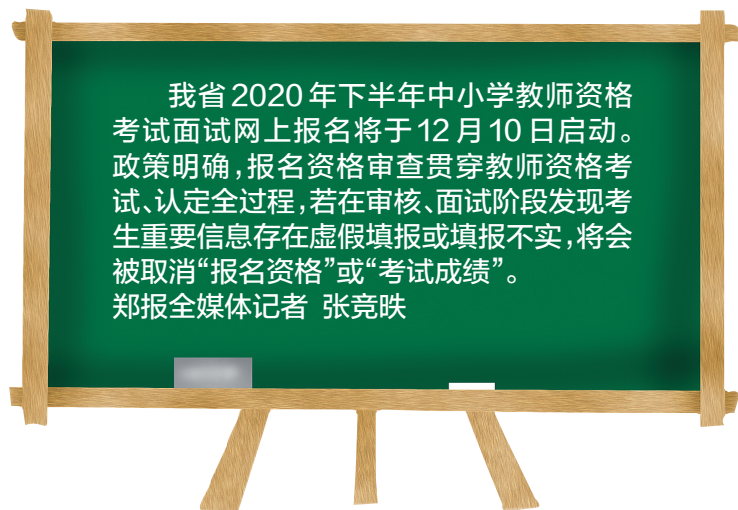 我省2020年下半年中小学教师资格
考试面试网上报名将于12月10日启动。
政策明确,报名资格审查贯穿教师资格考
试、认定全过程,若在审核、面试阶段发现考
生重要信息存在虚假填报或填报不实,将会
被取消“报名资格”或“考试成绩”。
郑报全媒体记者 张竞昳